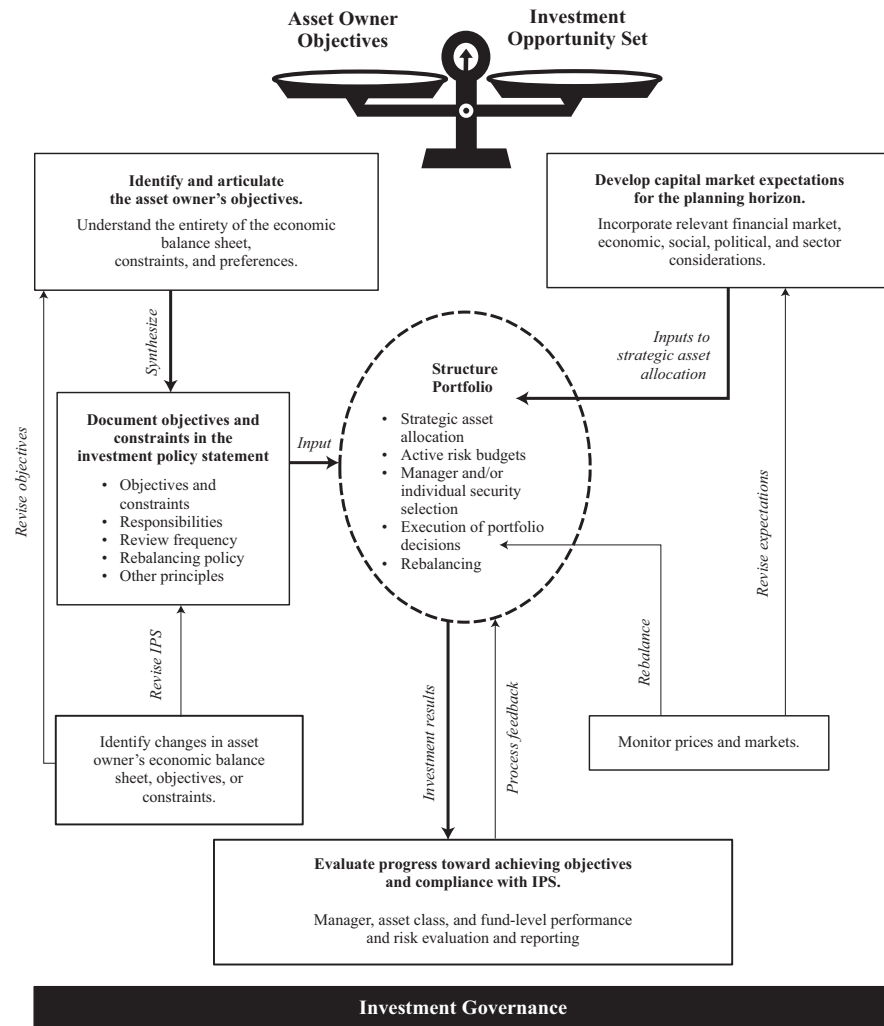 Asset Owner
Objectives
Investment
Opportunity Set
Identify and articulate
the asset owner's objectives.
Understand the entirety of the economic
balance sheet,
constraints, and preferences.
Develop capital market expectations
for the planning horizon.
Incorporate relevant financial market,
economic, social, political, and sector
considerations.
Synthesize
Inputs to
strategic asset
allocation
Revise objectives
Document objectives and
constraints in the
investment policy statement
• Objectives and
constraints
• Responsibilities
• Review frequency
• Rebalancing policy
• Other principles
Input
Structure
Portfolio
• Strategic asset
allocation
• Active risk budgets
• Manager and/or
individual security
selection
• Execution of portfolio
decisions
• Rebalancing
Revise expectations
Revise IPS
Rebalance
Identify changes in asset
owner's economic balance
sheet, objectives, or
constraints.
Investment results
Process feedback
Monitor prices and markets.
Evaluate progress toward achieving objectives
and compliance with IPS.
Manager, asset class, and fund-level performance
and risk evaluation and reporting
Investment Governance